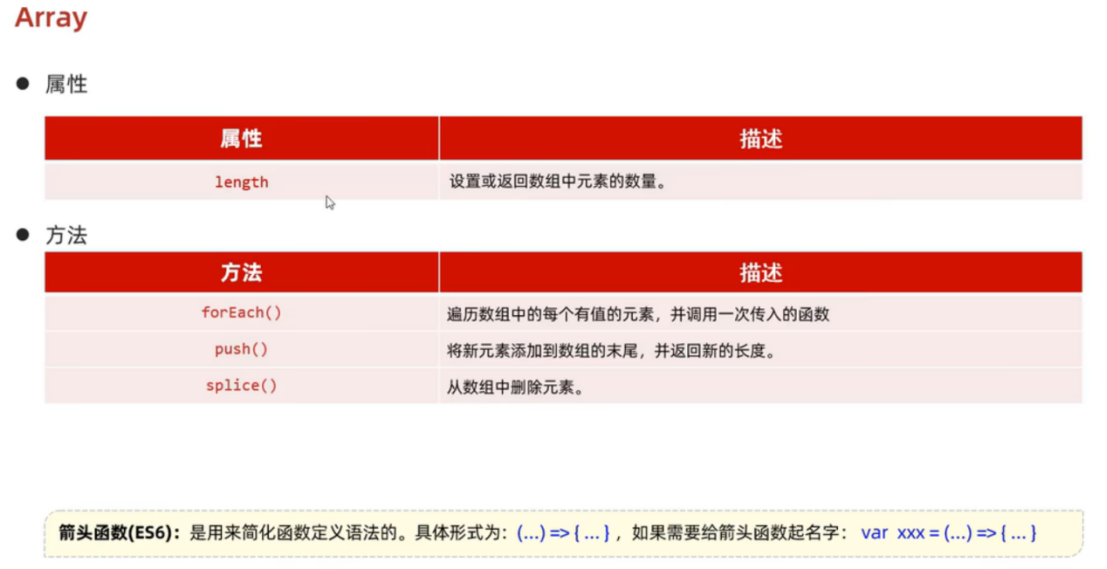 Array
属性
属性 描述
length 设置或返回数组中元素的数量。
方法
方法 描述
forEach() 遍历数组中的每个有值的元素，并调用一次传入的函数
push() 将新元素添加到数组的末尾，并返回新的长度。
splice() 从数组中删除元素。
箭头函数(ES6)：是用来简化函数定义语法的。具体形式为：(...) => { ... } ，如果需要给箭头函数起名字： var xxx = (...) => { ... }